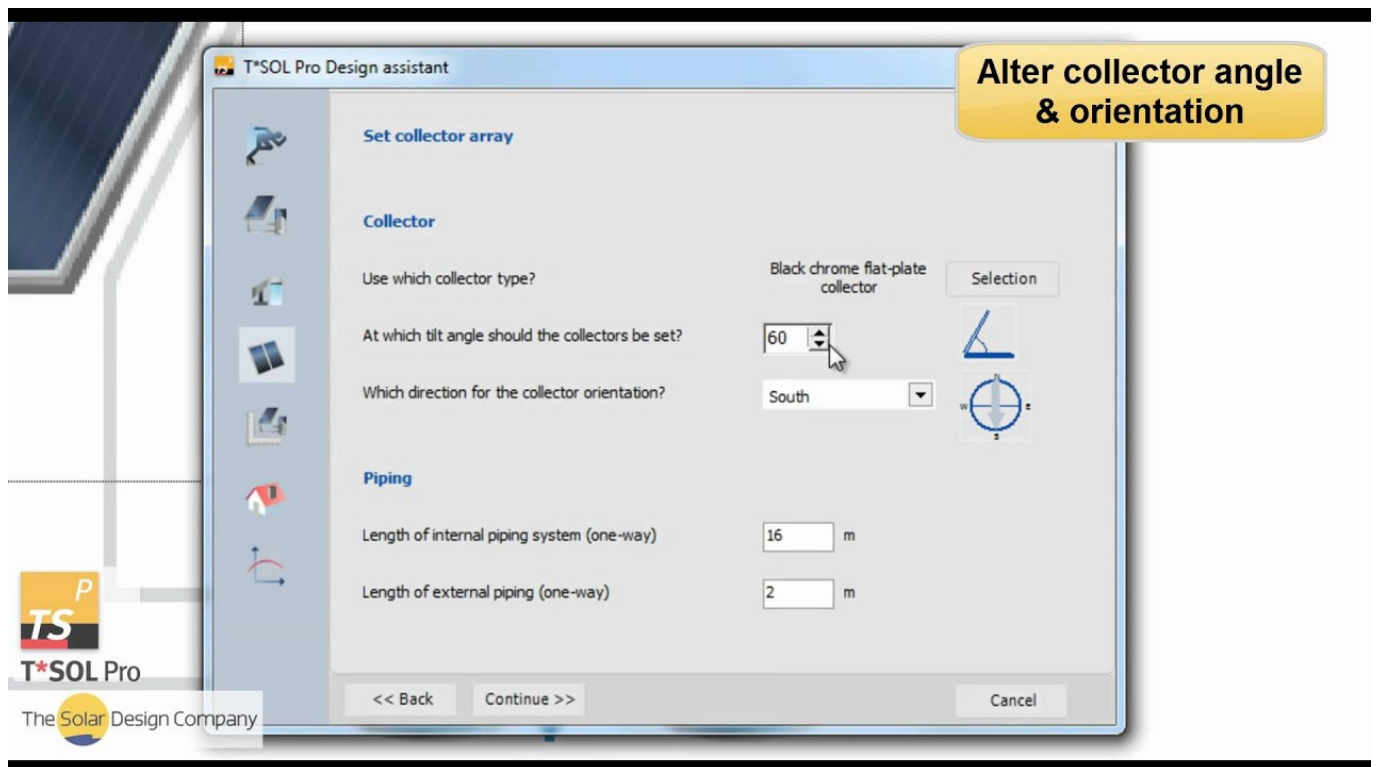 T*SOL Pro Design assistant
Alter collector angle
& orientation
Set collector array
Collector
Use which collector type?
Black chrome flat-plate
collector
Selection
At which tilt angle should the collectors be set?
60
Which direction for the collector orientation?
South
N
W
E
S
Piping
Length of internal piping system (one-way)
16 m
Length of external piping (one-way)
2 m
<< Back
Continue >>
Cancel
P
TS
T*SOL Pro
The Solar Design Company